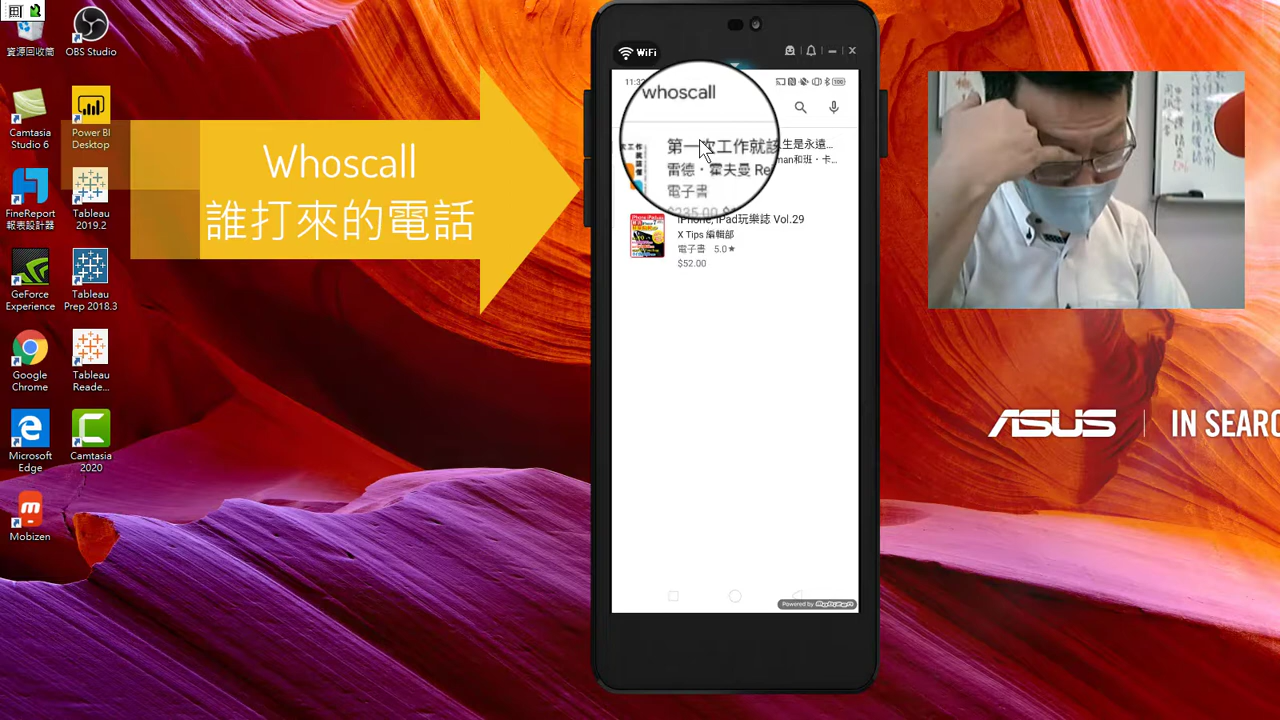 資源回收筒
OBS Studio
Camtasia
Studio 6
Power BI
Desktop
FineReport
報表設計器
Tableau
2019.2
GeForce
Experience
Tableau
Prep 2018.3
Google
Chrome
Tableau
Reade...
Microsoft
Edge
Camtasia
2020
Mobizen
Whoscall
誰打來的電話
WiFi
whoscall
第一次工作就該
生是永遠...
雷德・霍夫曼 Re
man和班・卡...
電子書
iPhone, iPad玩樂誌 Vol.29
X Tips 編輯部
電子書 5.0★
$52.00
Powered by
ASUS
IN SEARC